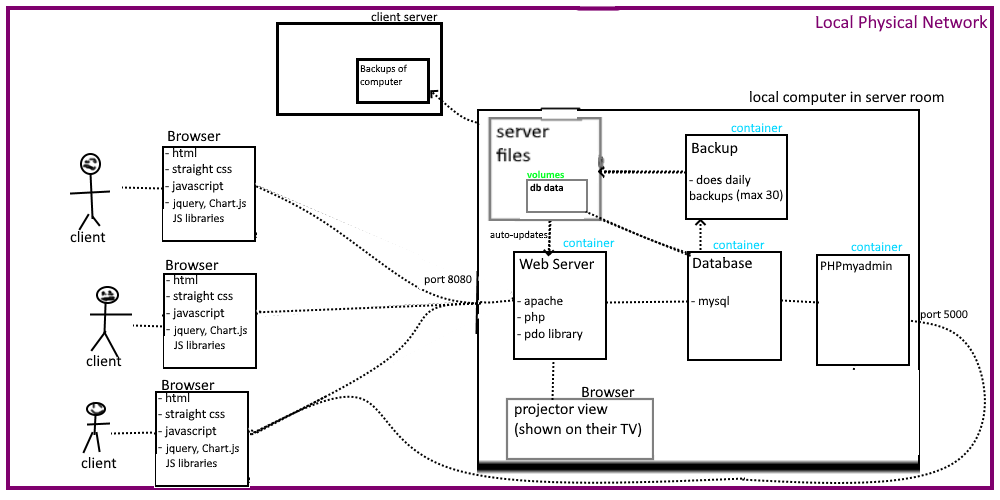 Local Physical Network
client server
Backups of
computer
local computer in server room
server
files
volumes
db data
container
Backup
- does daily
backups (max 30)
auto-updates
container
Web Server
- apache
- php
- pdo library
container
Database
- mysql
container
PHPmyadmin
port 8080
port 5000
Browser
projector view
(shown on their TV)
Browser
- html
- straight css
- javascript
- jquery, Chart.js
JS libraries
client
Browser
- html
- straight css
- javascript
- jquery, Chart.js
JS libraries
client
Browser
- html
- straight css
- javascript
- jquery, Chart.js
JS libraries
client